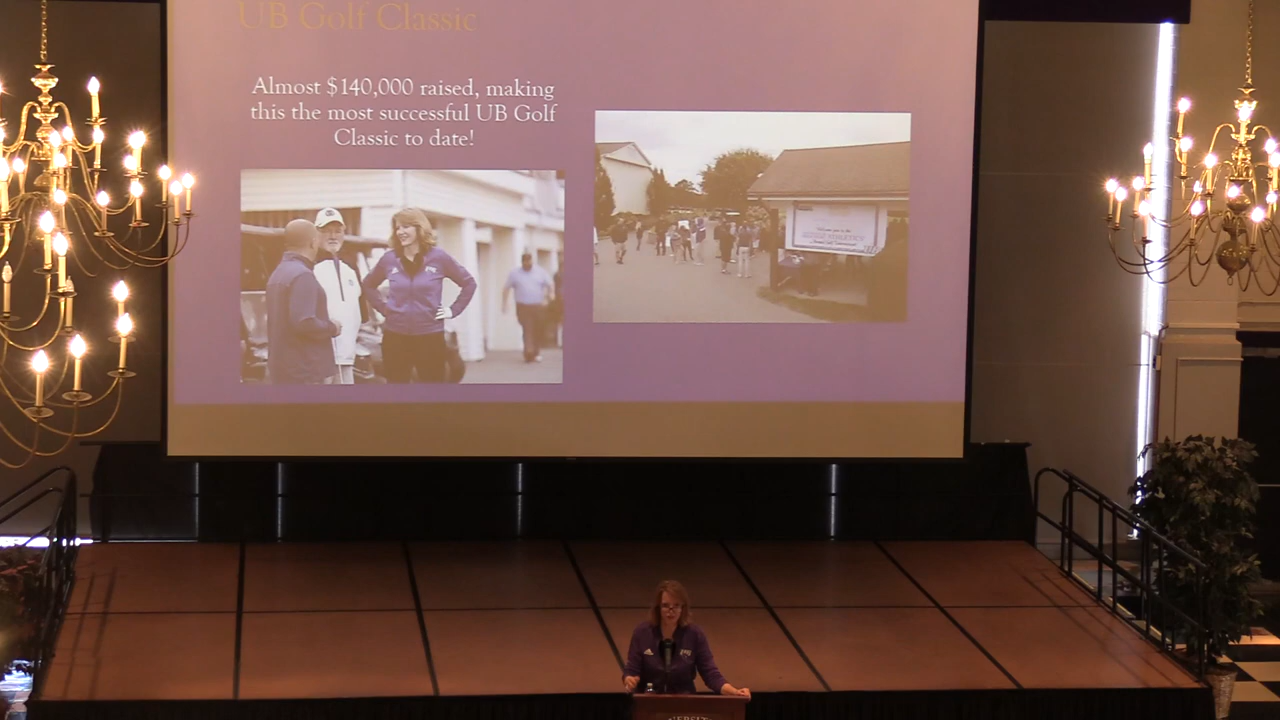 UB Golf Classic
Almost $140,000 raised, making
this the most successful UB Golf
Classic to date!